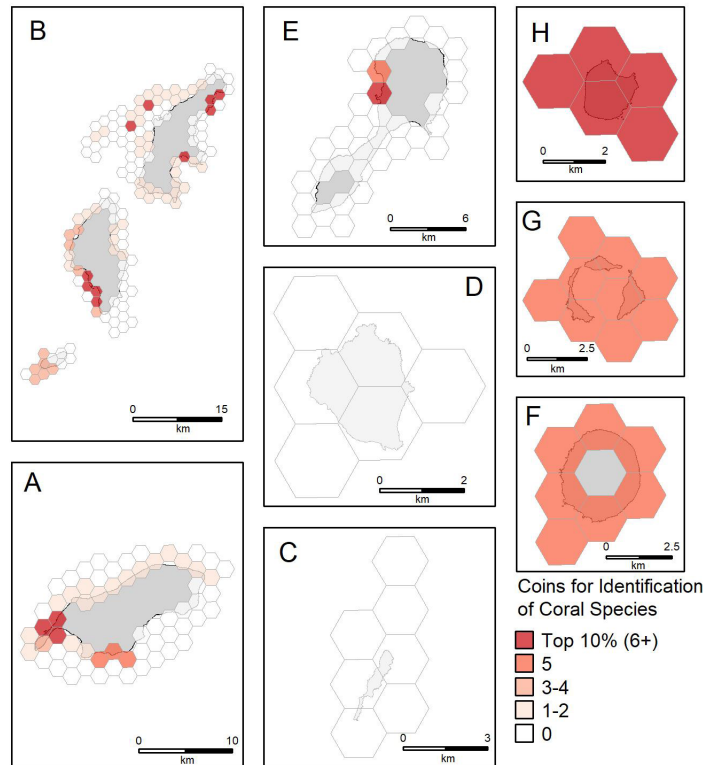 B
0 15
km
A
0 10
km
E
0 6
km
D
0 2
km
C
0 3
km
H
0 2
km
G
0 2.5
km
F
0 2.5
km
Coins for Identification
of Coral Species
Top 10% (6+)
5
3-4
1-2
0